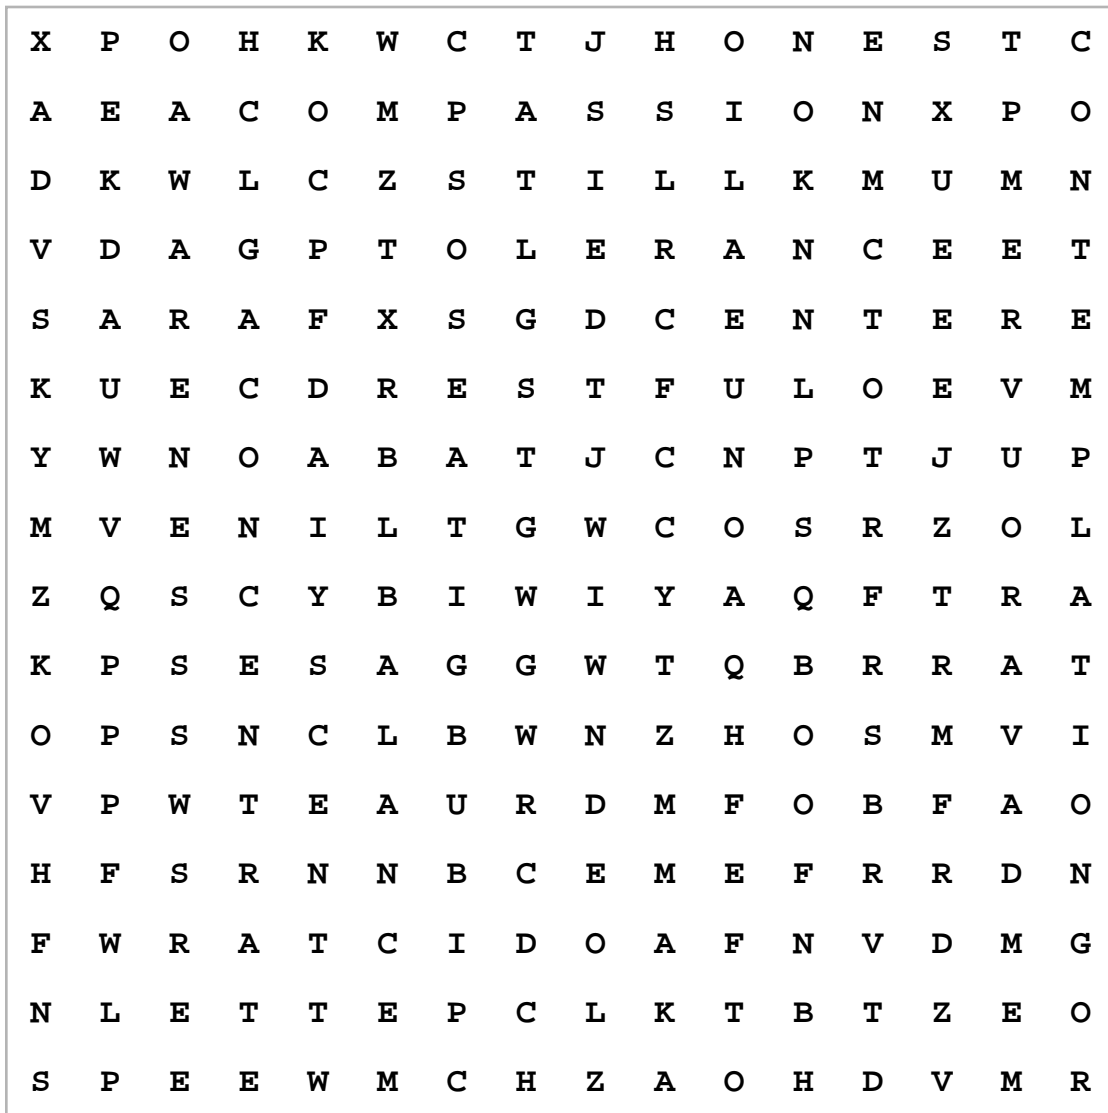 X P O H K W C T J H O N E S T C
A E A C O M P A S S I O N X P O
D K W L C Z S T I L L K M U M N
V D A G P T O L E R A N C E E T
S A R A F X S G D C E N T E R E
K U E C D R E S T F U L O E V M
Y W N O A B A T J C N P T J U P
M V E N I L T G W C O S R Z O L
Z Q S C Y B I W I Y A Q F T R A
K P S E S A G G W T Q B R R A T
O P S N C L B W N Z H O S M V I
V P W T E A U R D M F O B F A O
H F S R N N B C E M E F R R D N
F W R A T C I D O A F N V D M G
N L E T T E P C L K T B T Z E O
S P E E W M C H Z A O H D V M R